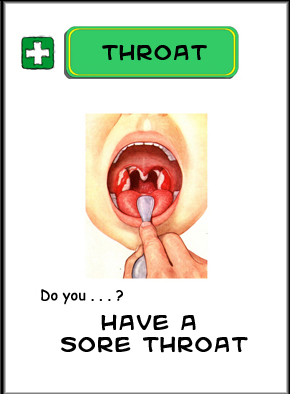 THROAT
Do you . . . ?
HAVE A
SORE THROAT